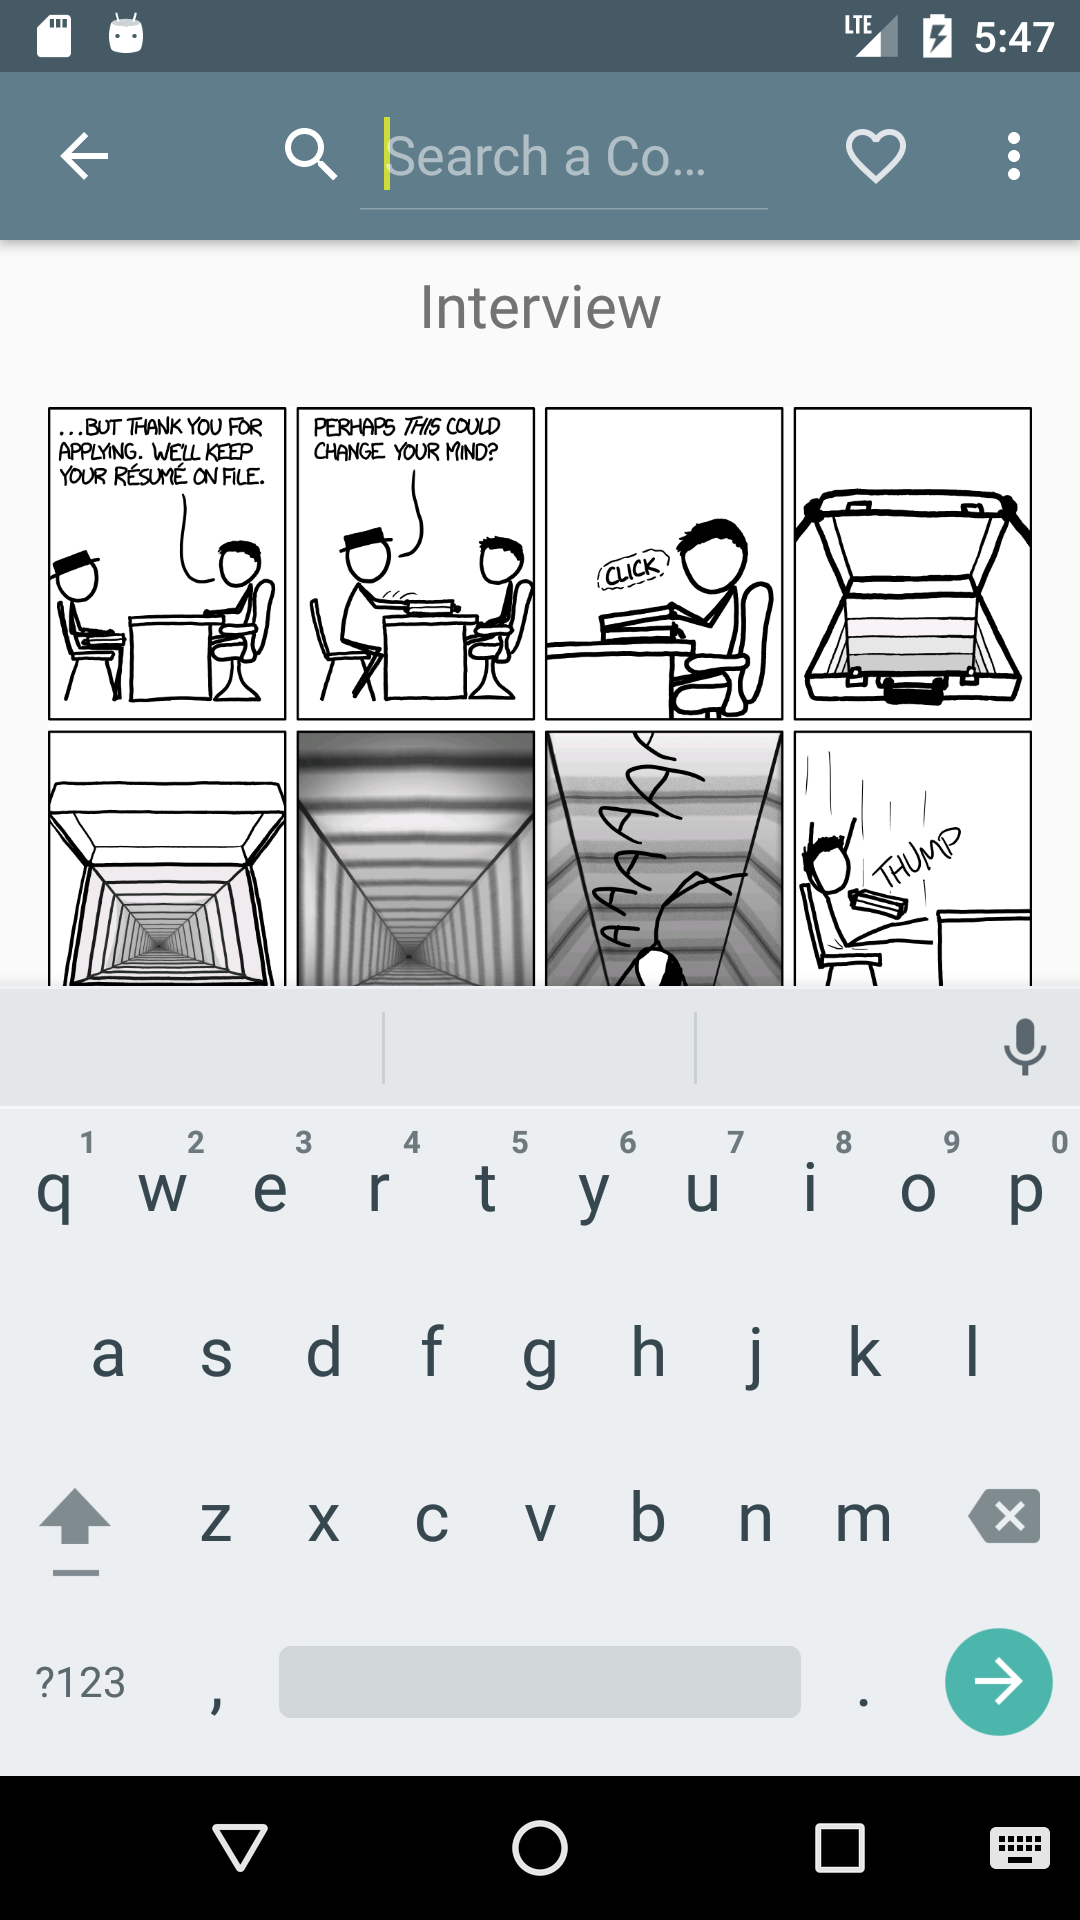 LTE 5:47
Search a Co...
Interview
...BUT THANK YOU FOR
APPLYING. WE'LL KEEP
YOUR RÉSUMÉ ON FILE.
PERHAPS THIS COULD
CHANGE YOUR MIND?
CLICK
AAAAAAA
THUMP
1 2 3 4 5 6 7 8 9 0
q w e r t y u i o p
a s d f g h j k l
z x c v b n m
?123 , .